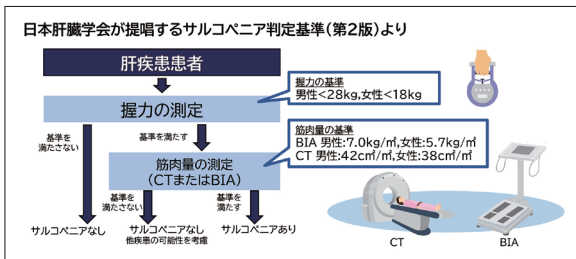 日本肝臓学会が提唱するサルコペニア判定基準(第2版)より
肝疾患患者
握力の基準
男性<28kg,女性<18kg
握力の測定
基準を
満たさない
基準を満たす
筋肉量の基準
BIA 男性:7.0kg/㎡,女性:5.7kg/㎡
CT 男性:42c㎡/㎡,女性:38c㎡/㎡
筋肉量の測定
(CTまたはBIA)
基準を
満たさない
基準を
満たす
サルコペニアなし
サルコペニアなし
他疾患の可能性を考慮
サルコペニアあり
CT
BIA